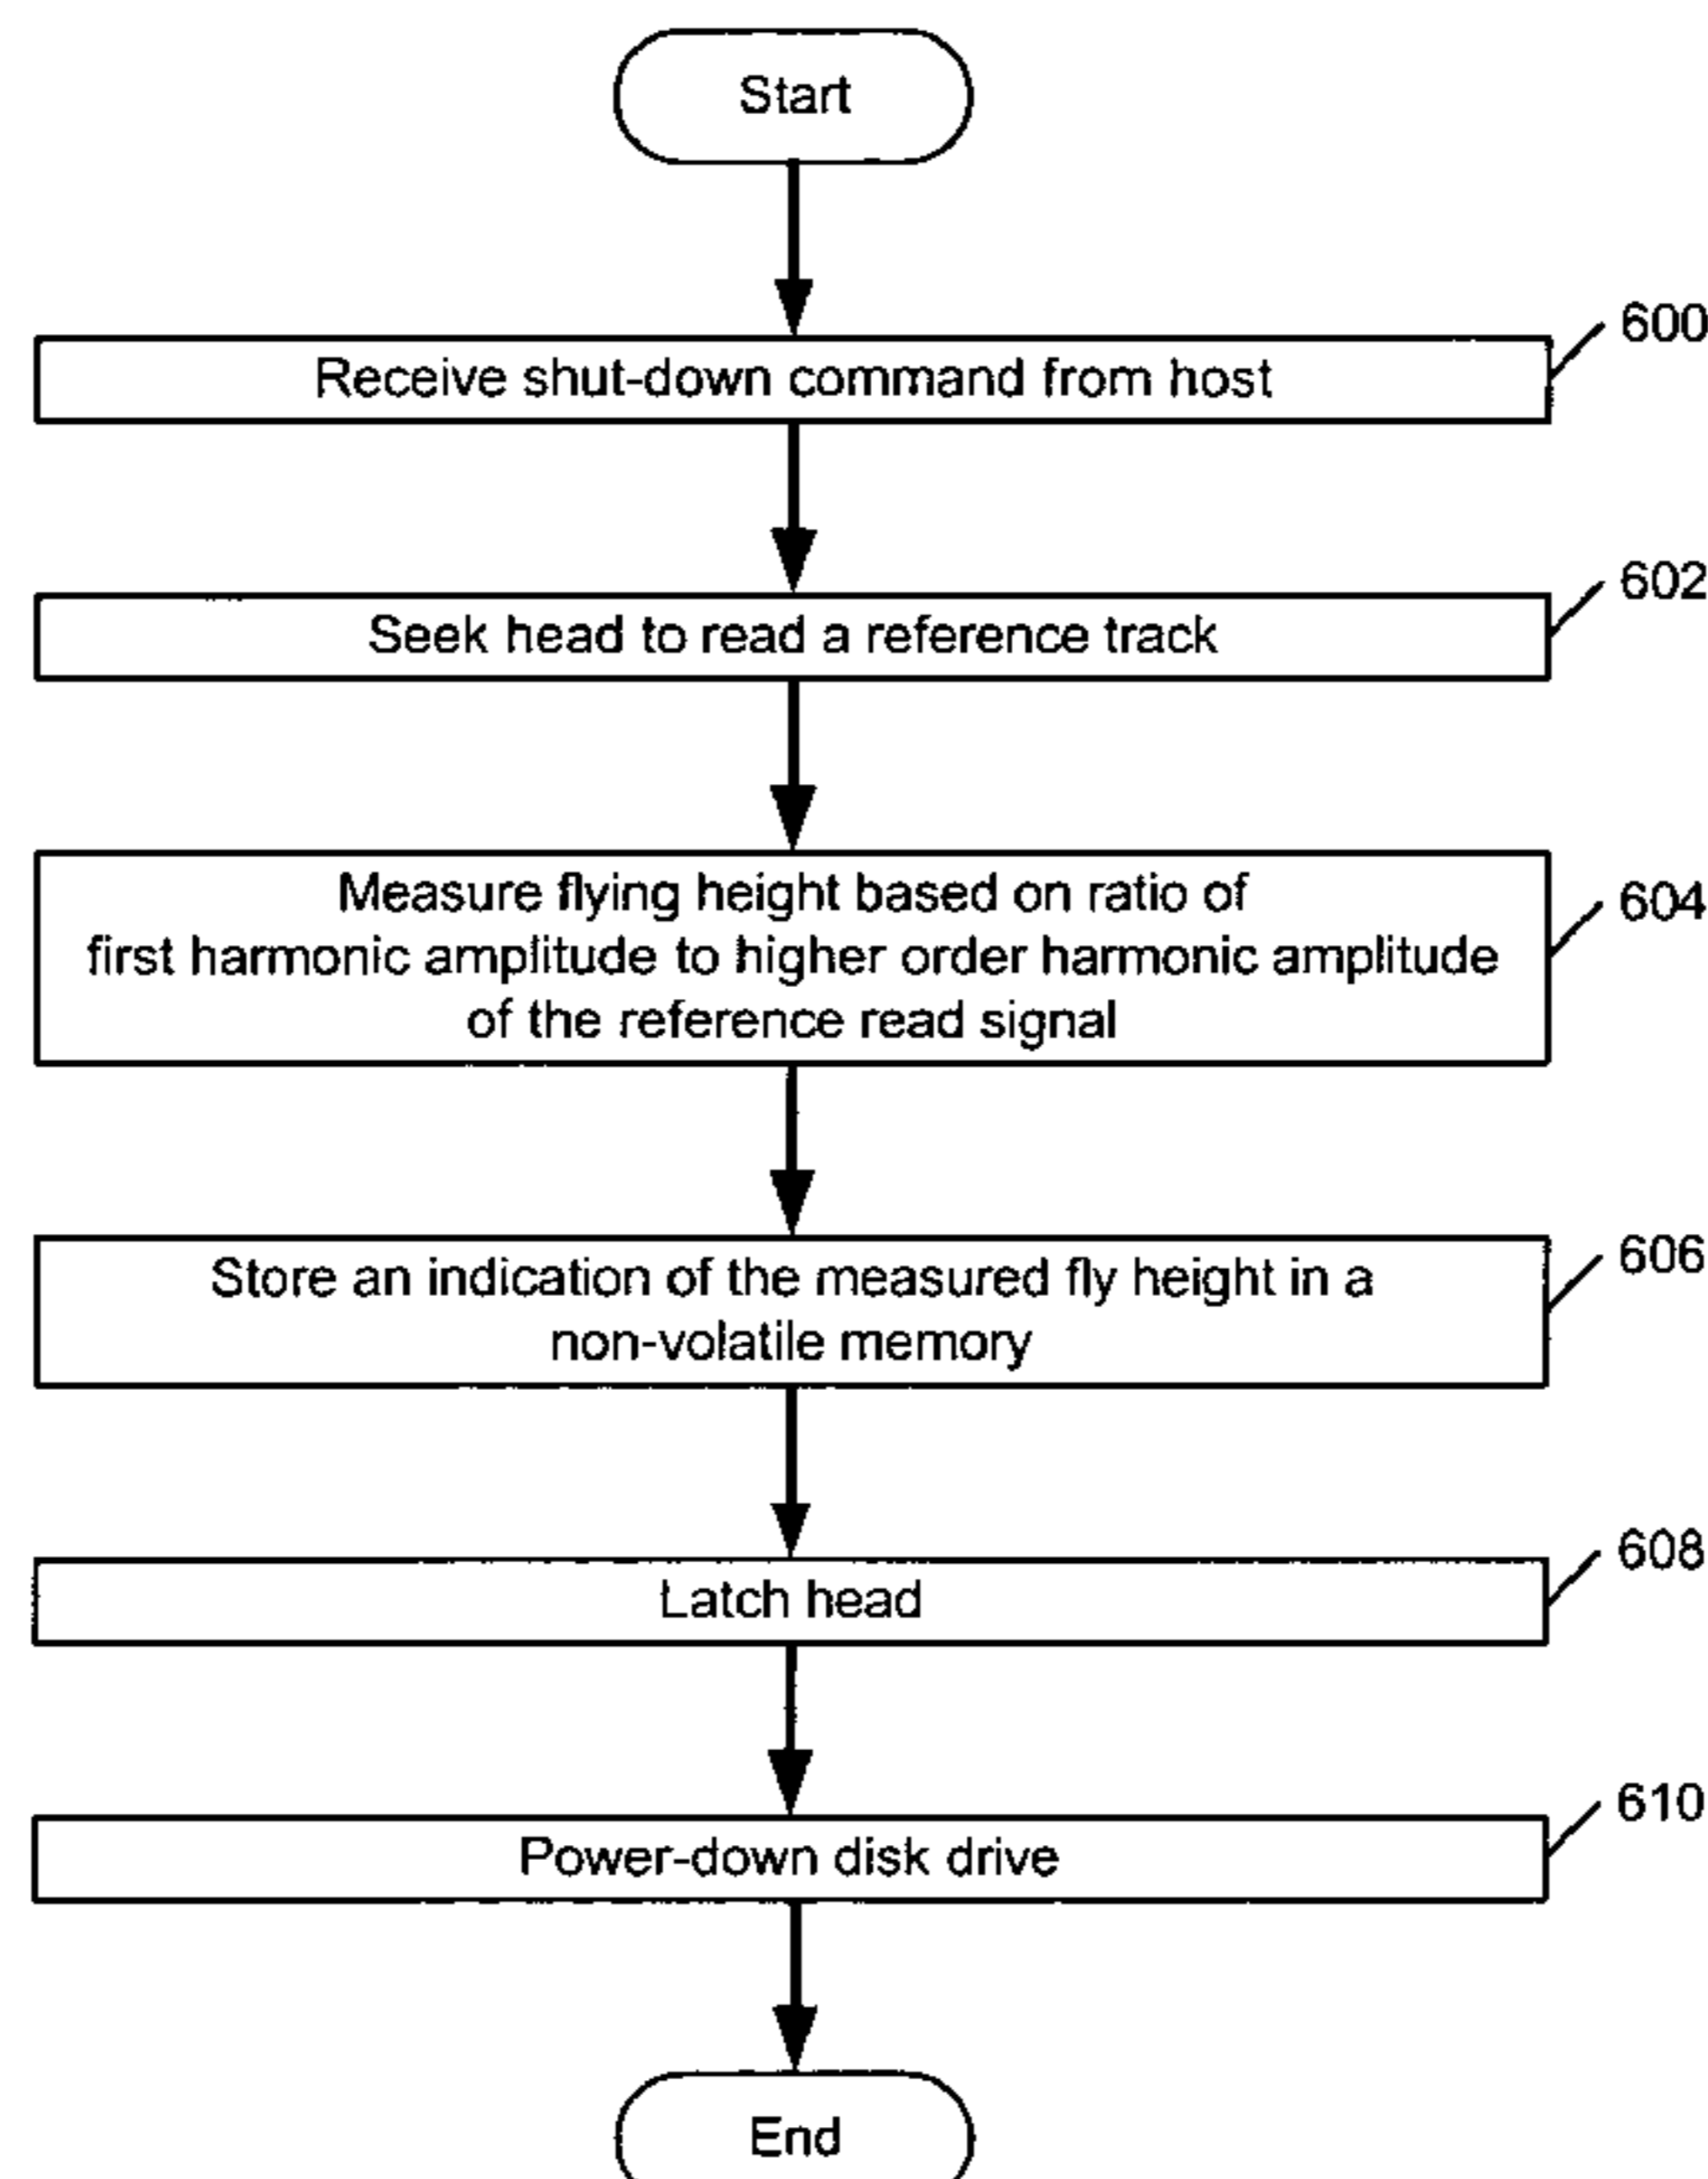 Start
600
Receive shut-down command from host
602
Seek head to read a reference track
604
Measure flying height based on ratio of
first harmonic amplitude to higher order harmonic amplitude
of the reference read signal
606
Store an indication of the measured fly height in a
non-volatile memory
608
Latch head
610
Power-down disk drive
End